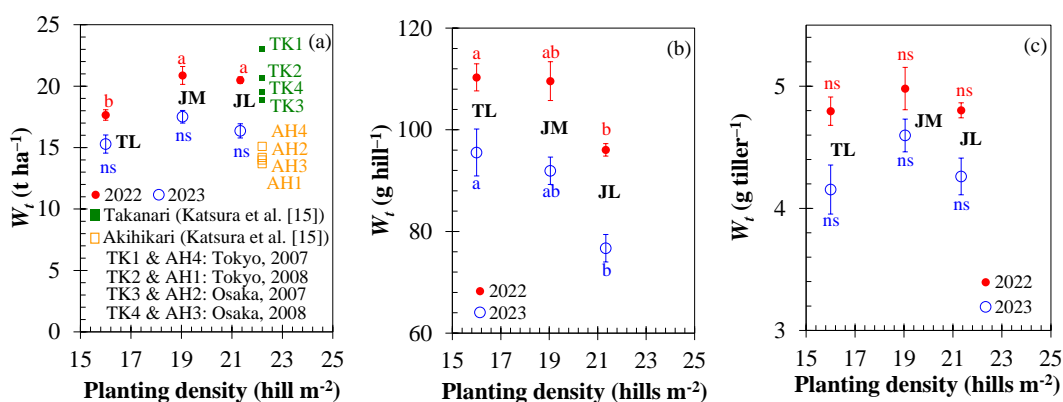 25
20
15
10
5
0
15
17
19
21
23
25
Wt (t ha⁻¹)
Planting density (hill m⁻²)
(a)
b
a
a
TL
JM
JL
ns
ns
ns
TK1
TK2
TK4
TK3
AH4
AH2
AH3
AH1
2022 2023
Takanari (Katsura et al. [15])
Akihikari (Katsura et al. [15])
TK1 & AH4: Tokyo, 2007
TK2 & AH1: Tokyo, 2008
TK3 & AH2: Osaka, 2007
TK4 & AH3: Osaka, 2008
120
100
80
60
15
17
19
21
23
25
Wt (g hill⁻¹)
Planting density (hills m⁻²)
(b)
a
ab
b
TL
JM
JL
a
ab
b
2022
2023
5
4
3
15
17
19
21
23
25
Wt (g tiller⁻¹)
Planting density (hills m⁻²)
(c)
ns
ns
ns
TL
JM
JL
ns
ns
ns
2022
2023